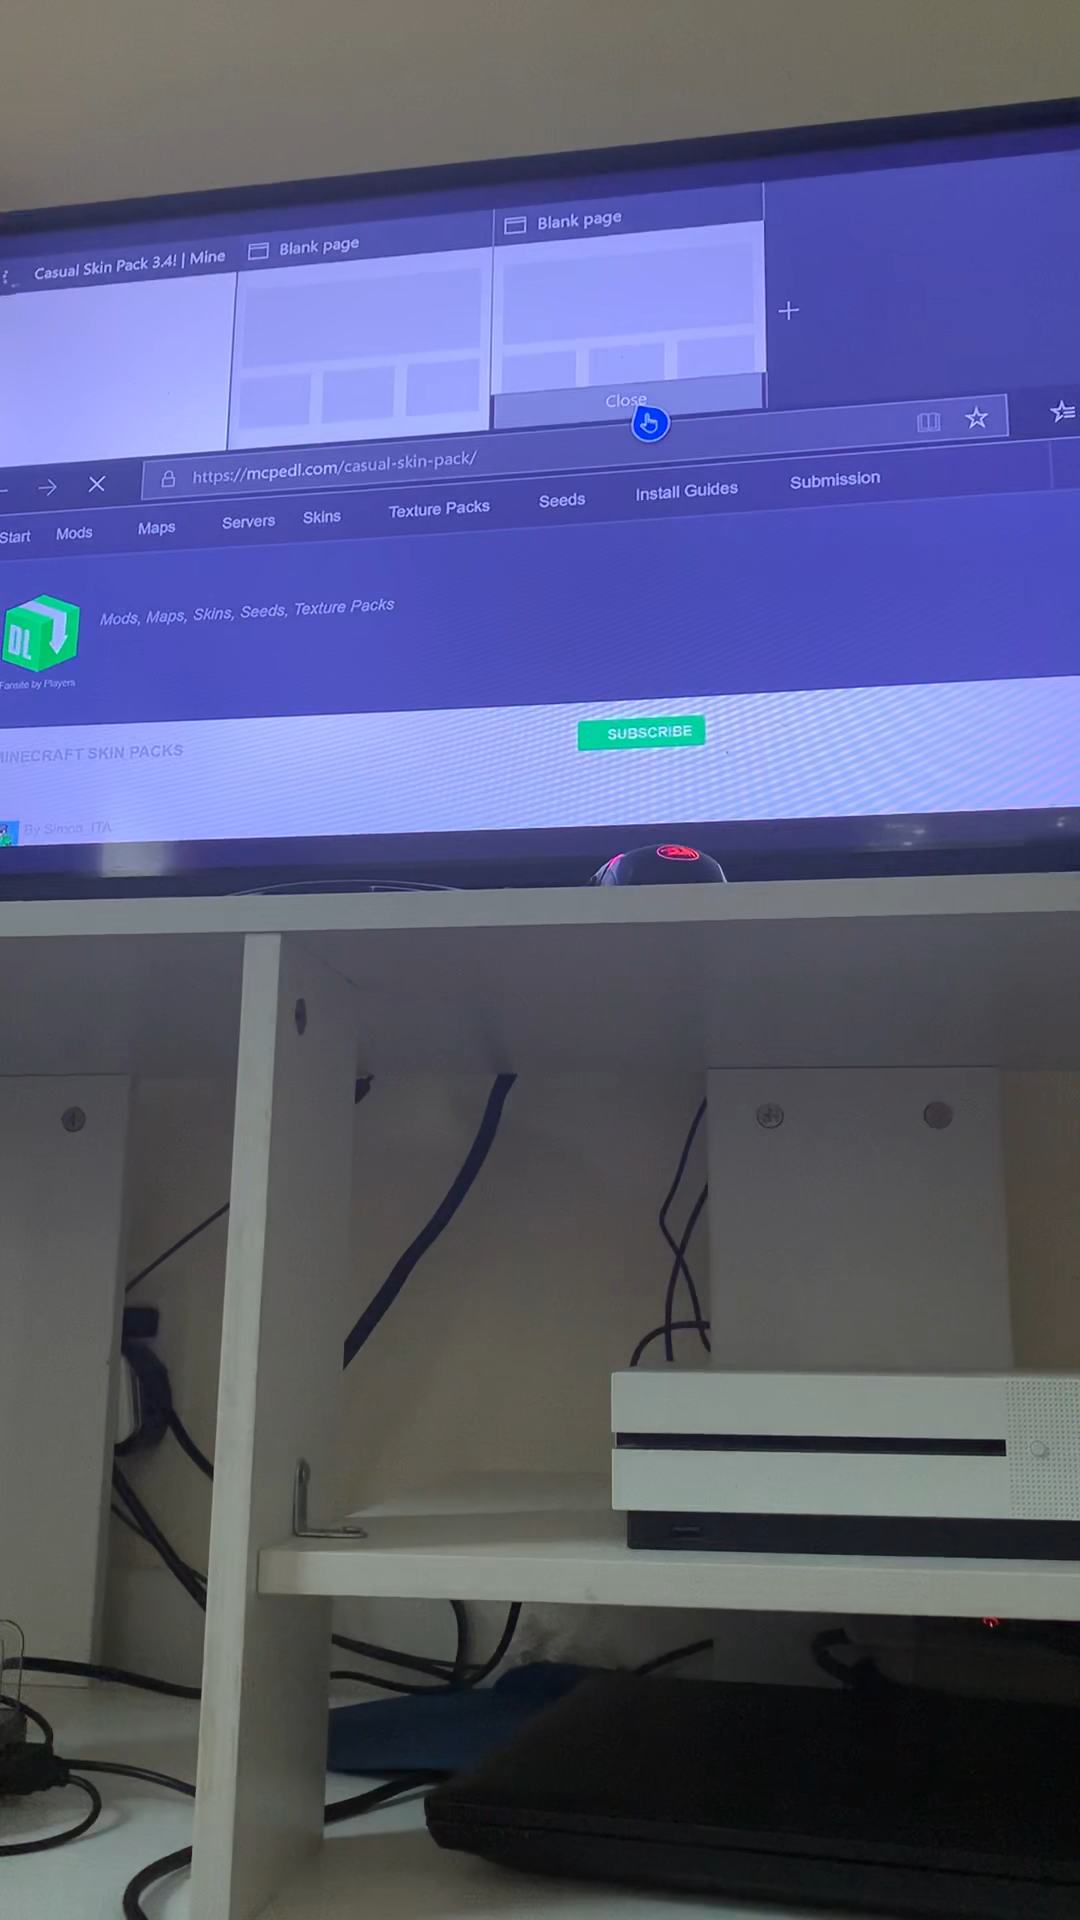 Casual Skin Pack 3.4! | Mine
Blank page
Blank page
Close
https://mcpedl.com/casual-skin-pack/
Start Mods Maps Servers Skins Texture Packs Seeds Install Guides Submission
DL
Mods, Maps, Skins, Seeds, Texture Packs
Fansite by Players
SUBSCRIBE
MINECRAFT SKIN PACKS
By Simon_ITA